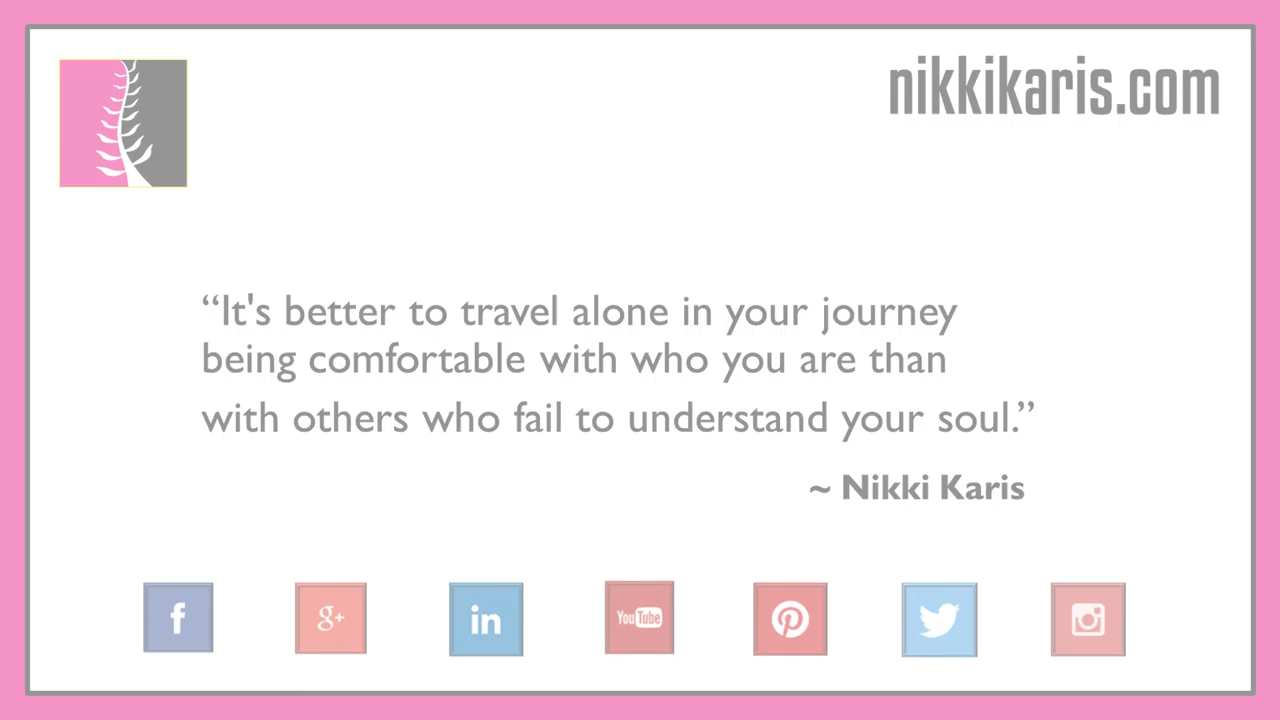 nikkikaris.com
“It's better to travel alone in your journey
being comfortable with who you are than
with others who fail to understand your soul.”
~ Nikki Karis
f
g+
in
YouTube